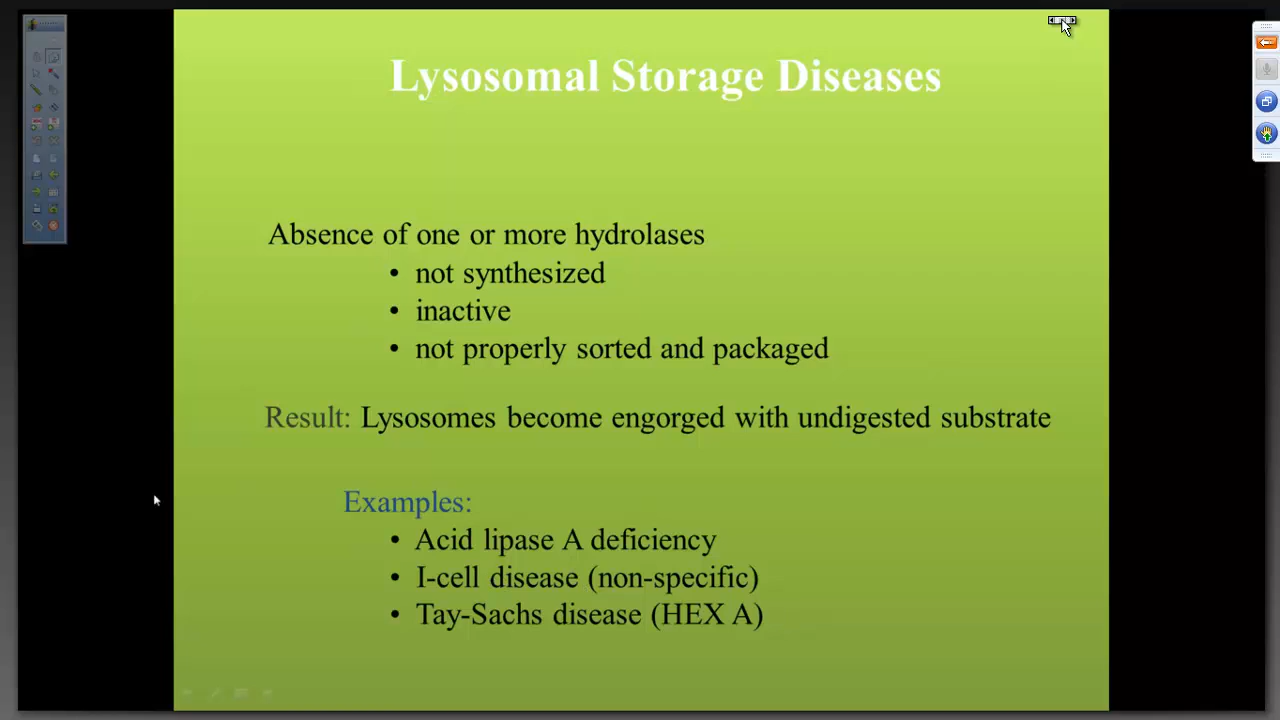 Lysosomal Storage Diseases
Absence of one or more hydrolases
• not synthesized
• inactive
• not properly sorted and packaged
Result: Lysosomes become engorged with undigested substrate
Examples:
• Acid lipase A deficiency
• I-cell disease (non-specific)
• Tay-Sachs disease (HEX A)